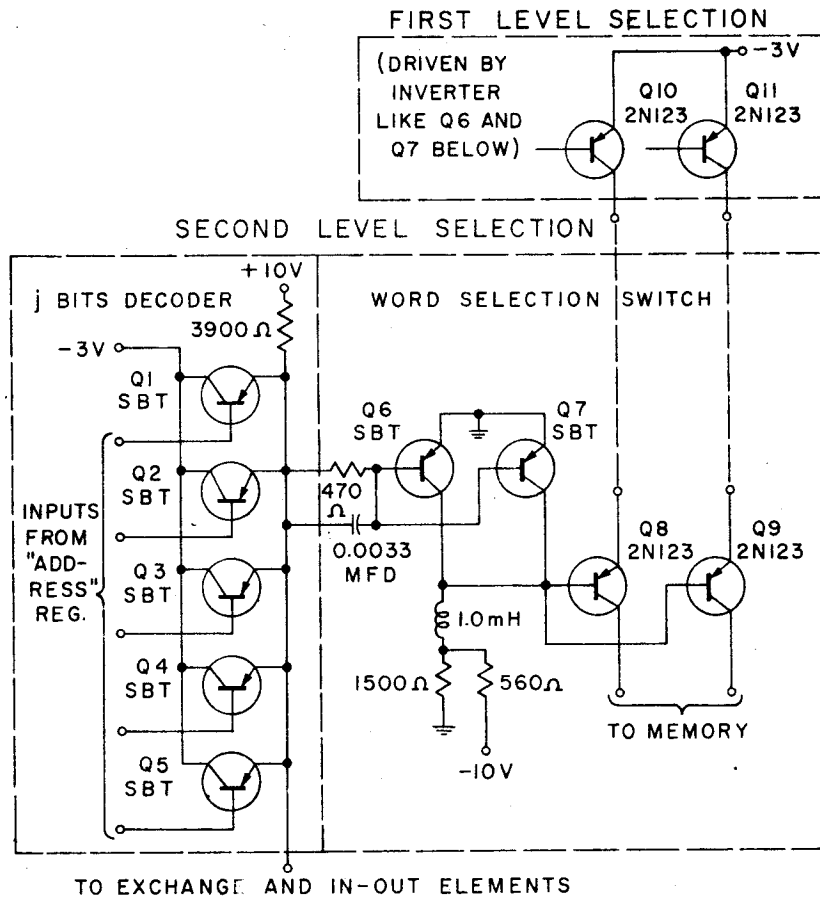 FIRST LEVEL SELECTION
(DRIVEN BY
INVERTER
LIKE Q6 AND
Q7 BELOW)
-3V
Q10
2N123
Q11
2N123
SECOND LEVEL SELECTION
+10V
j BITS DECODER
3900Ω
-3V
Q1
SBT
Q2
SBT
Q3
SBT
Q4
SBT
Q5
SBT
INPUTS
FROM
"ADD-
RESS"
REG.
WORD SELECTION SWITCH
Q6
SBT
Q7
SBT
470
Ω
0.0033
MFD
Q8
2N123
Q9
2N123
1.0mH
1500Ω
560Ω
-10V
TO MEMORY
TO EXCHANGE AND IN-OUT ELEMENTS